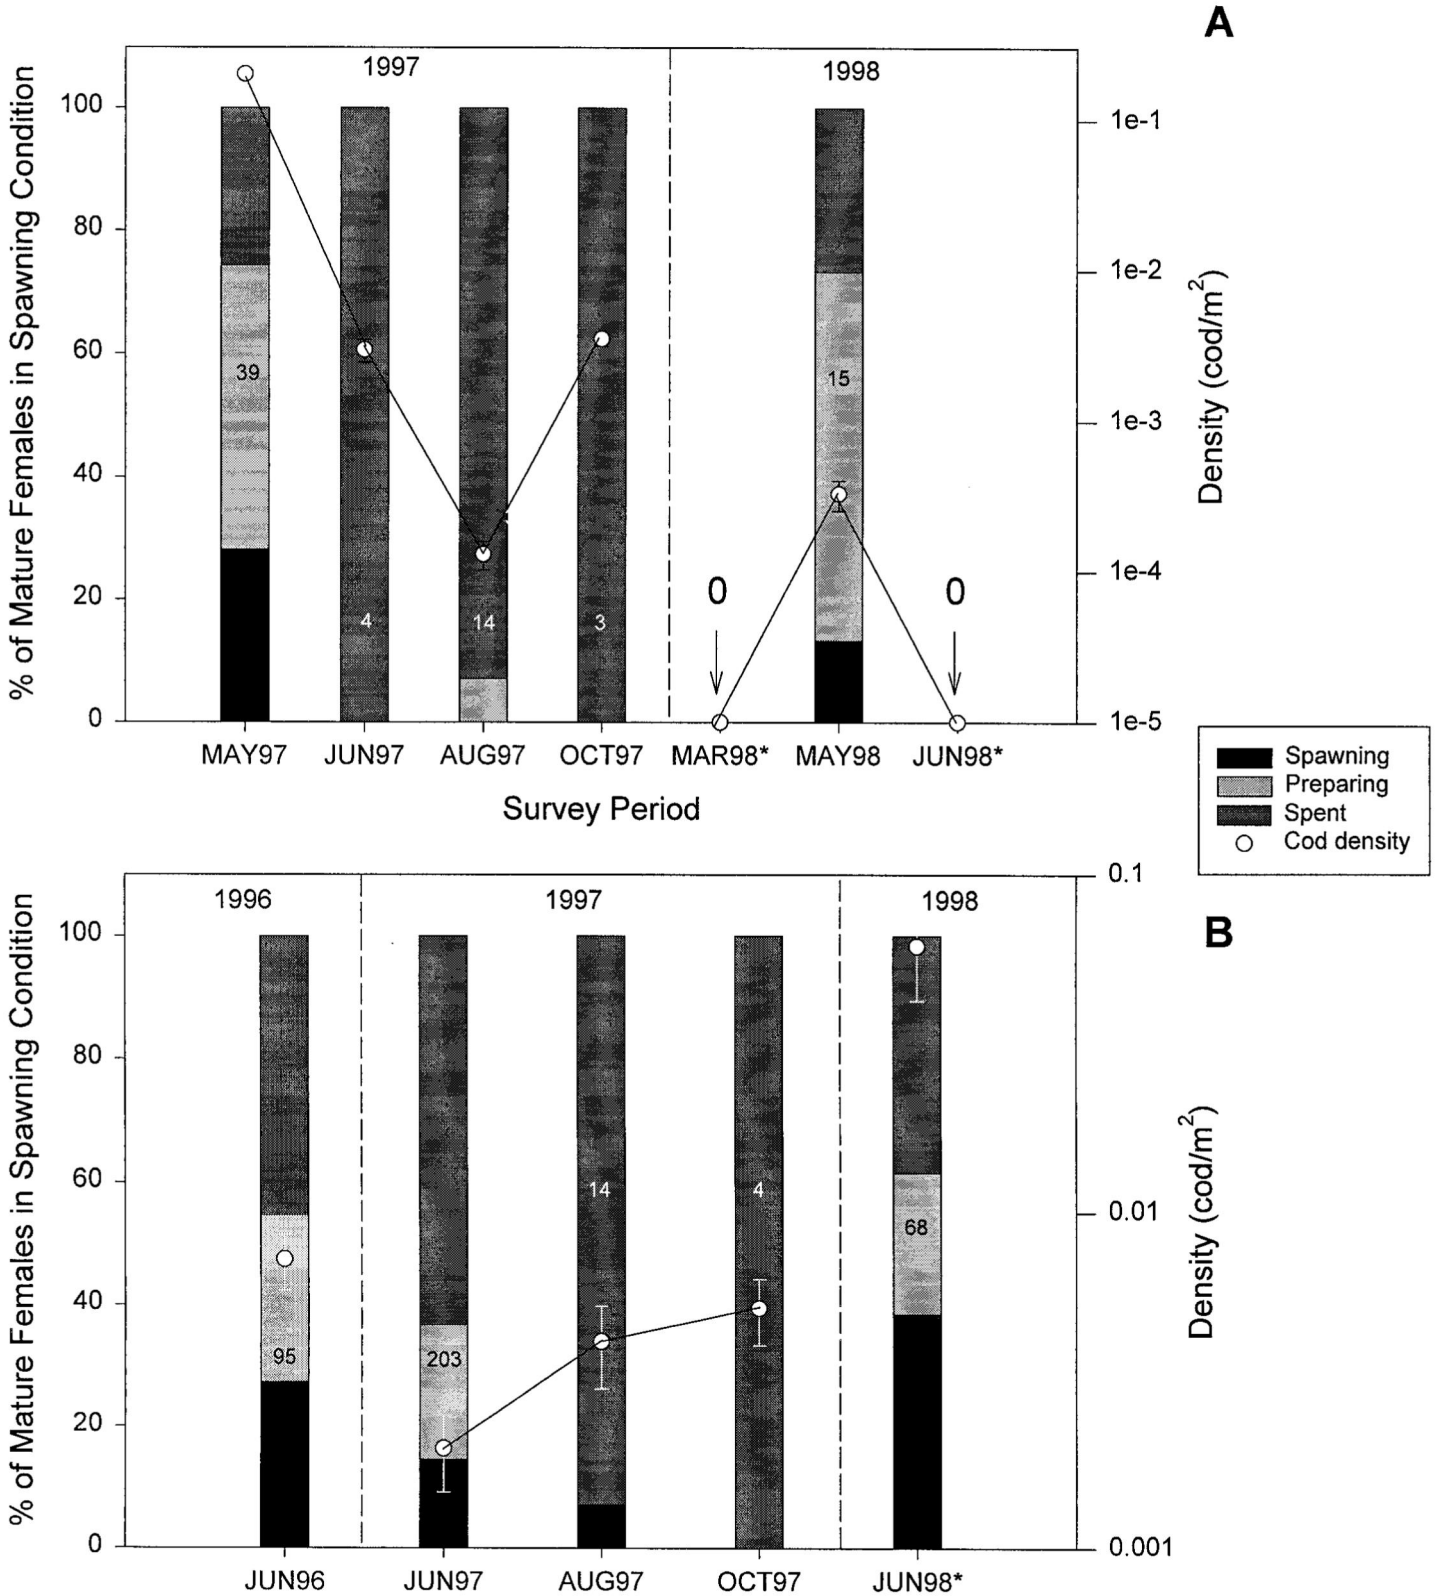 A
1997 1998
% of Mature Females in Spawning Condition
100
80
60
40
20
0
39
4
14
3
15
0
0
1e-1
1e-2
1e-3
1e-4
1e-5
Density (cod/m²)
MAY97 JUN97 AUG97 OCT97 MAR98* MAY98 JUN98*
Survey Period
Spawning
Preparing
Spent
Cod density
B
1996 1997 1998
% of Mature Females in Spawning Condition
100
80
60
40
20
0
95
203
14
4
68
0.1
0.01
0.001
Density (cod/m²)
JUN96 JUN97 AUG97 OCT97 JUN98*